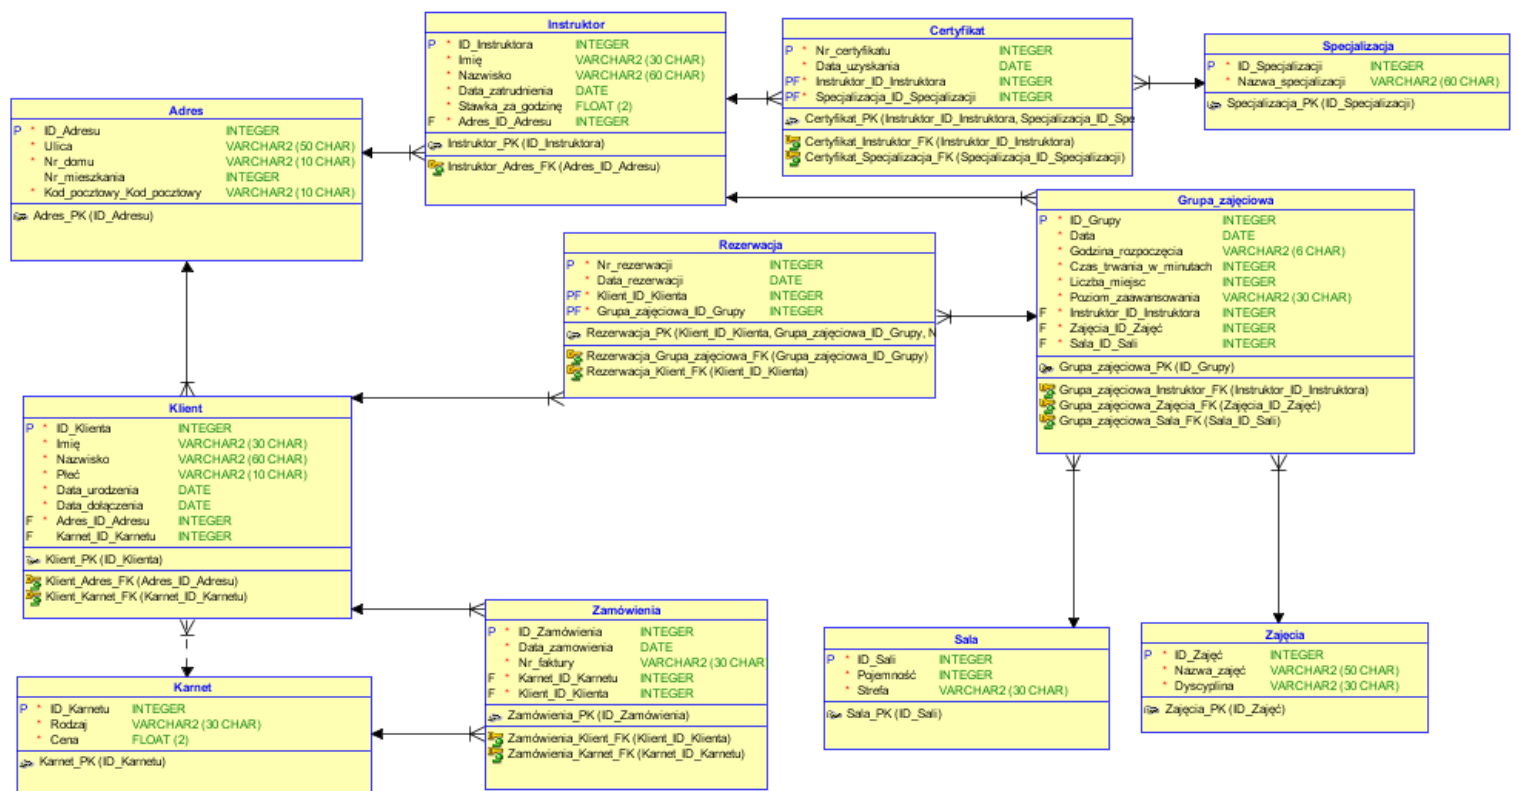 Instruktor
P * ID_Instruktora INTEGER
* Imię VARCHAR2 (30 CHAR)
* Nazwisko VARCHAR2 (60 CHAR)
* Data_zatrudnienia DATE
* Stawka_za_godzinę FLOAT (2)
F * Adres_ID_Adresu INTEGER
Instruktor_PK (ID_Instruktora)
Instruktor_Adres_FK (Adres_ID_Adresu)
Certyfikat
P * Nr_certyfikatu INTEGER
* Data_uzyskania DATE
PF* Instruktor_ID_Instruktora INTEGER
PF* Specjalizacja_ID_Specjalizacji INTEGER
Certyfikat_PK (Instruktor_ID_Instruktora, Specjalizacja_ID_Spe
Certyfikat_Instruktor_FK (Instruktor_ID_Instruktora)
Certyfikat_Specjalizacja_FK (Specjalizacja_ID_Specjalizacji)
Specjalizacja
P * ID_Specjalizacji INTEGER
* Nazwa_specjalizacji VARCHAR2 (60 CHAR)
Specjalizacja_PK (ID_Specjalizacji)
Adres
P * ID_Adresu INTEGER
* Ulica VARCHAR2 (50 CHAR)
* Nr_domu VARCHAR2 (10 CHAR)
Nr_mieszkania INTEGER
* Kod_pocztowy_Kod_pocztowy VARCHAR2 (10 CHAR)
Adres_PK (ID_Adresu)
Grupa_zajęciowa
P * ID_Grupy INTEGER
* Data DATE
* Godzina_rozpoczęcia VARCHAR2 (6 CHAR)
* Czas_trwania_w_minutach INTEGER
* Liczba_miejsc INTEGER
* Poziom_zaawansowania VARCHAR2 (30 CHAR)
F * Instruktor_ID_Instruktora INTEGER
F * Zajęcia_ID_Zajęć INTEGER
F * Sala_ID_Sali INTEGER
Grupa_zajęciowa_PK (ID_Grupy)
Grupa_zajęciowa_Instruktor_FK (Instruktor_ID_Instruktora)
Grupa_zajęciowa_Zajęcia_FK (Zajęcia_ID_Zajęć)
Grupa_zajęciowa_Sala_FK (Sala_ID_Sali)
Rezerwacja
P * Nr_rezerwacji INTEGER
* Data_rezerwacji DATE
PF * Klient_ID_Klienta INTEGER
PF * Grupa_zajęciowa_ID_Grupy INTEGER
Rezerwacja_PK (Klient_ID_Klienta, Grupa_zajęciowa_ID_Grupy, N
Rezerwacja_Grupa_zajęciowa_FK (Grupa_zajęciowa_ID_Grupy)
Rezerwacja_Klient_FK (Klient_ID_Klienta)
Klient
P * ID_Klienta INTEGER
* Imię VARCHAR2 (30 CHAR)
* Nazwisko VARCHAR2 (60 CHAR)
* Płeć VARCHAR2 (10 CHAR)
* Data_urodzenia DATE
* Data_dołączenia DATE
F * Adres_ID_Adresu INTEGER
F Karnet_ID_Karnetu INTEGER
Klient_PK (ID_Klienta)
Klient_Adres_FK (Adres_ID_Adresu)
Klient_Karnet_FK (Karnet_ID_Karnetu)
Zamówienia
P * ID_Zamówienia INTEGER
* Data_zamowienia DATE
* Nr_faktury VARCHAR2 (30 CHAR
F * Karnet_ID_Karnetu INTEGER
F * Klient_ID_Klienta INTEGER
Zamówienia_PK (ID_Zamówienia)
Zamówienia_Klient_FK (Klient_ID_Klienta)
Zamówienia_Karnet_FK (Karnet_ID_Karnetu)
Sala
P * ID_Sali INTEGER
* Pojemność INTEGER
* Strefa VARCHAR2 (30 CHAR)
Sala_PK (ID_Sali)
Zajęcia
P * ID_Zajęć INTEGER
* Nazwa_zajęć VARCHAR2 (50 CHAR)
* Dyscyplina VARCHAR2 (30 CHAR)
Zajęcia_PK (ID_Zajęć)
Karnet
P * ID_Karnetu INTEGER
* Rodzaj VARCHAR2 (30 CHAR)
* Cena FLOAT (2)
Karnet_PK (ID_Karnetu)